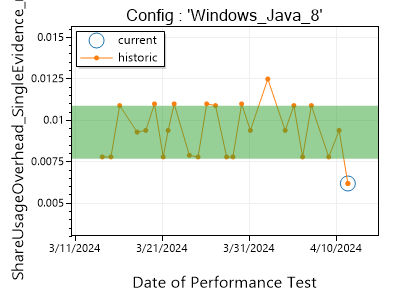 Config : 'Windows_Java_8'
current
historic
ShareUsageOverhead_SingleEvidence_
0.015
0.0125
0.01
0.0075
0.005
3/11/2024
3/21/2024
3/31/2024
4/10/2024
Date of Performance Test